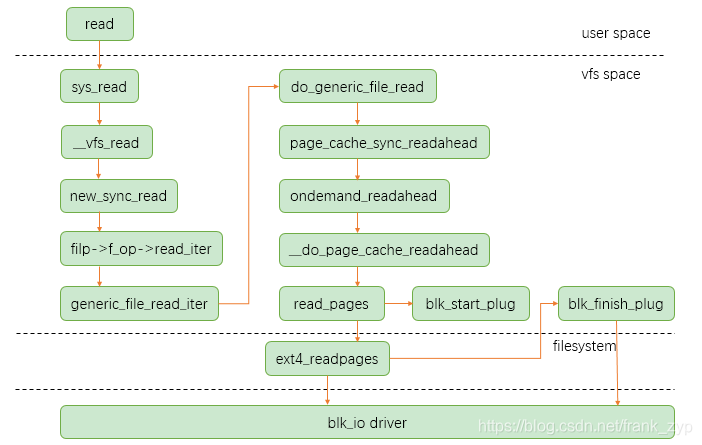 read
user space
vfs space
sys_read
__vfs_read
new_sync_read
filp->f_op->read_iter
generic_file_read_iter
do_generic_file_read
page_cache_sync_readahead
ondemand_readahead
__do_page_cache_readahead
read_pages
blk_start_plug
blk_finish_plug
filesystem
ext4_readpages
blk_io driver
https://blog.csdn.net/frank_zyp